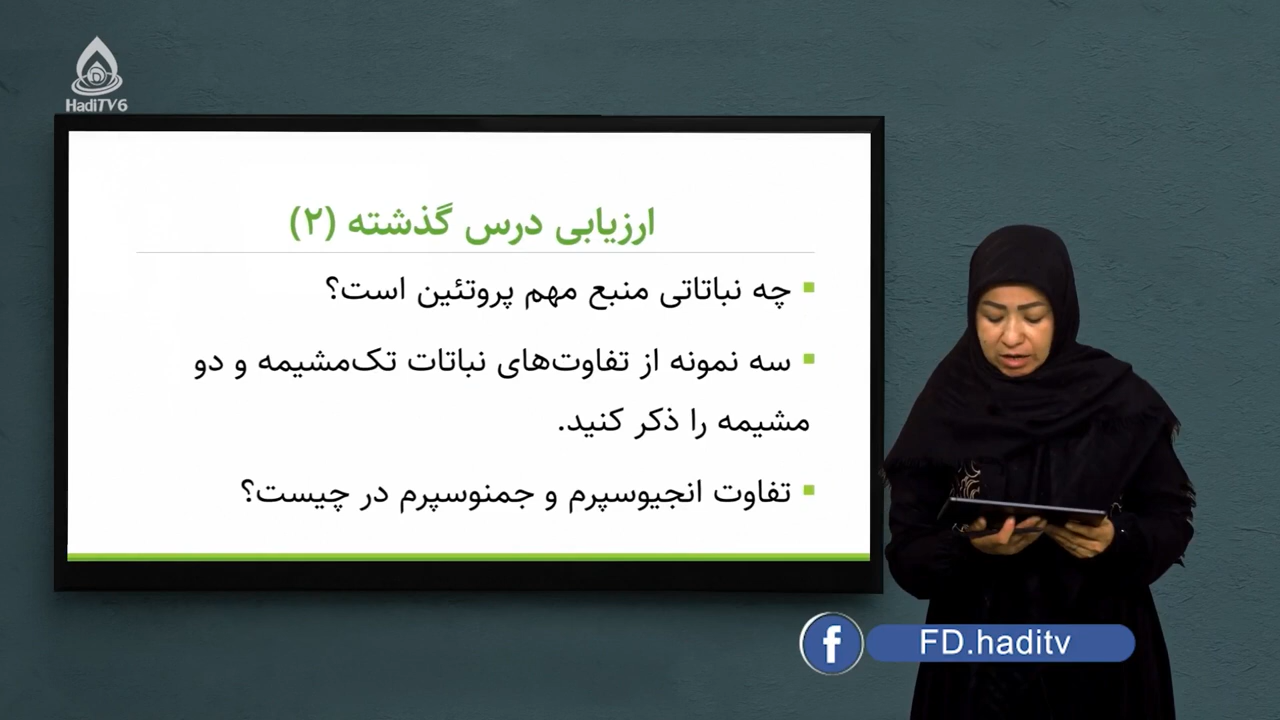 HadiTV6
ارزیابی درس گذشته (۲)
چه نباتاتی منبع مهم پروتئین است؟
سه نمونه از تفاوت‌های نباتات تک‌مشیمه و دو
مشیمه را ذکر کنید.
تفاوت انجیوسپرم و جمنوسپرم در چیست؟
f FD.haditv